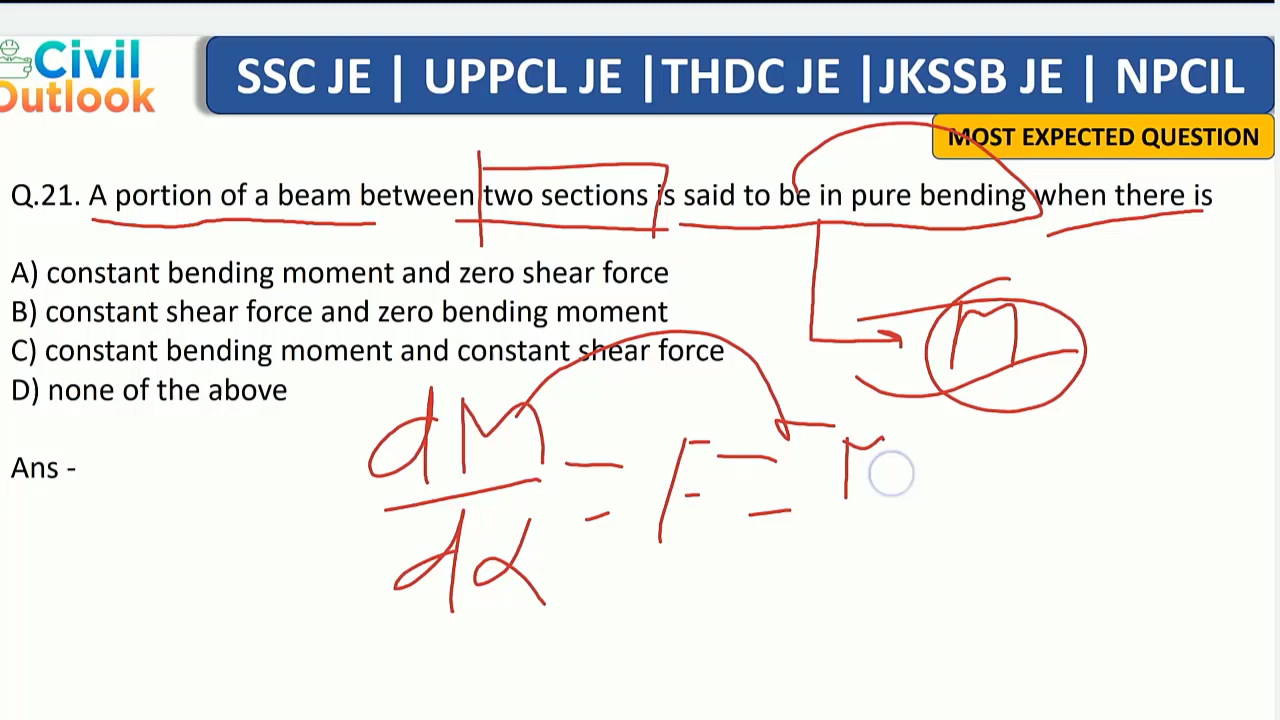 Civil
Outlook
SSC JE | UPPCL JE |THDC JE |JKSSB JE | NPCIL
MOST EXPECTED QUESTION
Q.21. A portion of a beam between two sections is said to be in pure bending when there is
A) constant bending moment and zero shear force
B) constant shear force and zero bending moment
C) constant bending moment and constant shear force
D) none of the above
M
dM
= F =
dx
Ans -